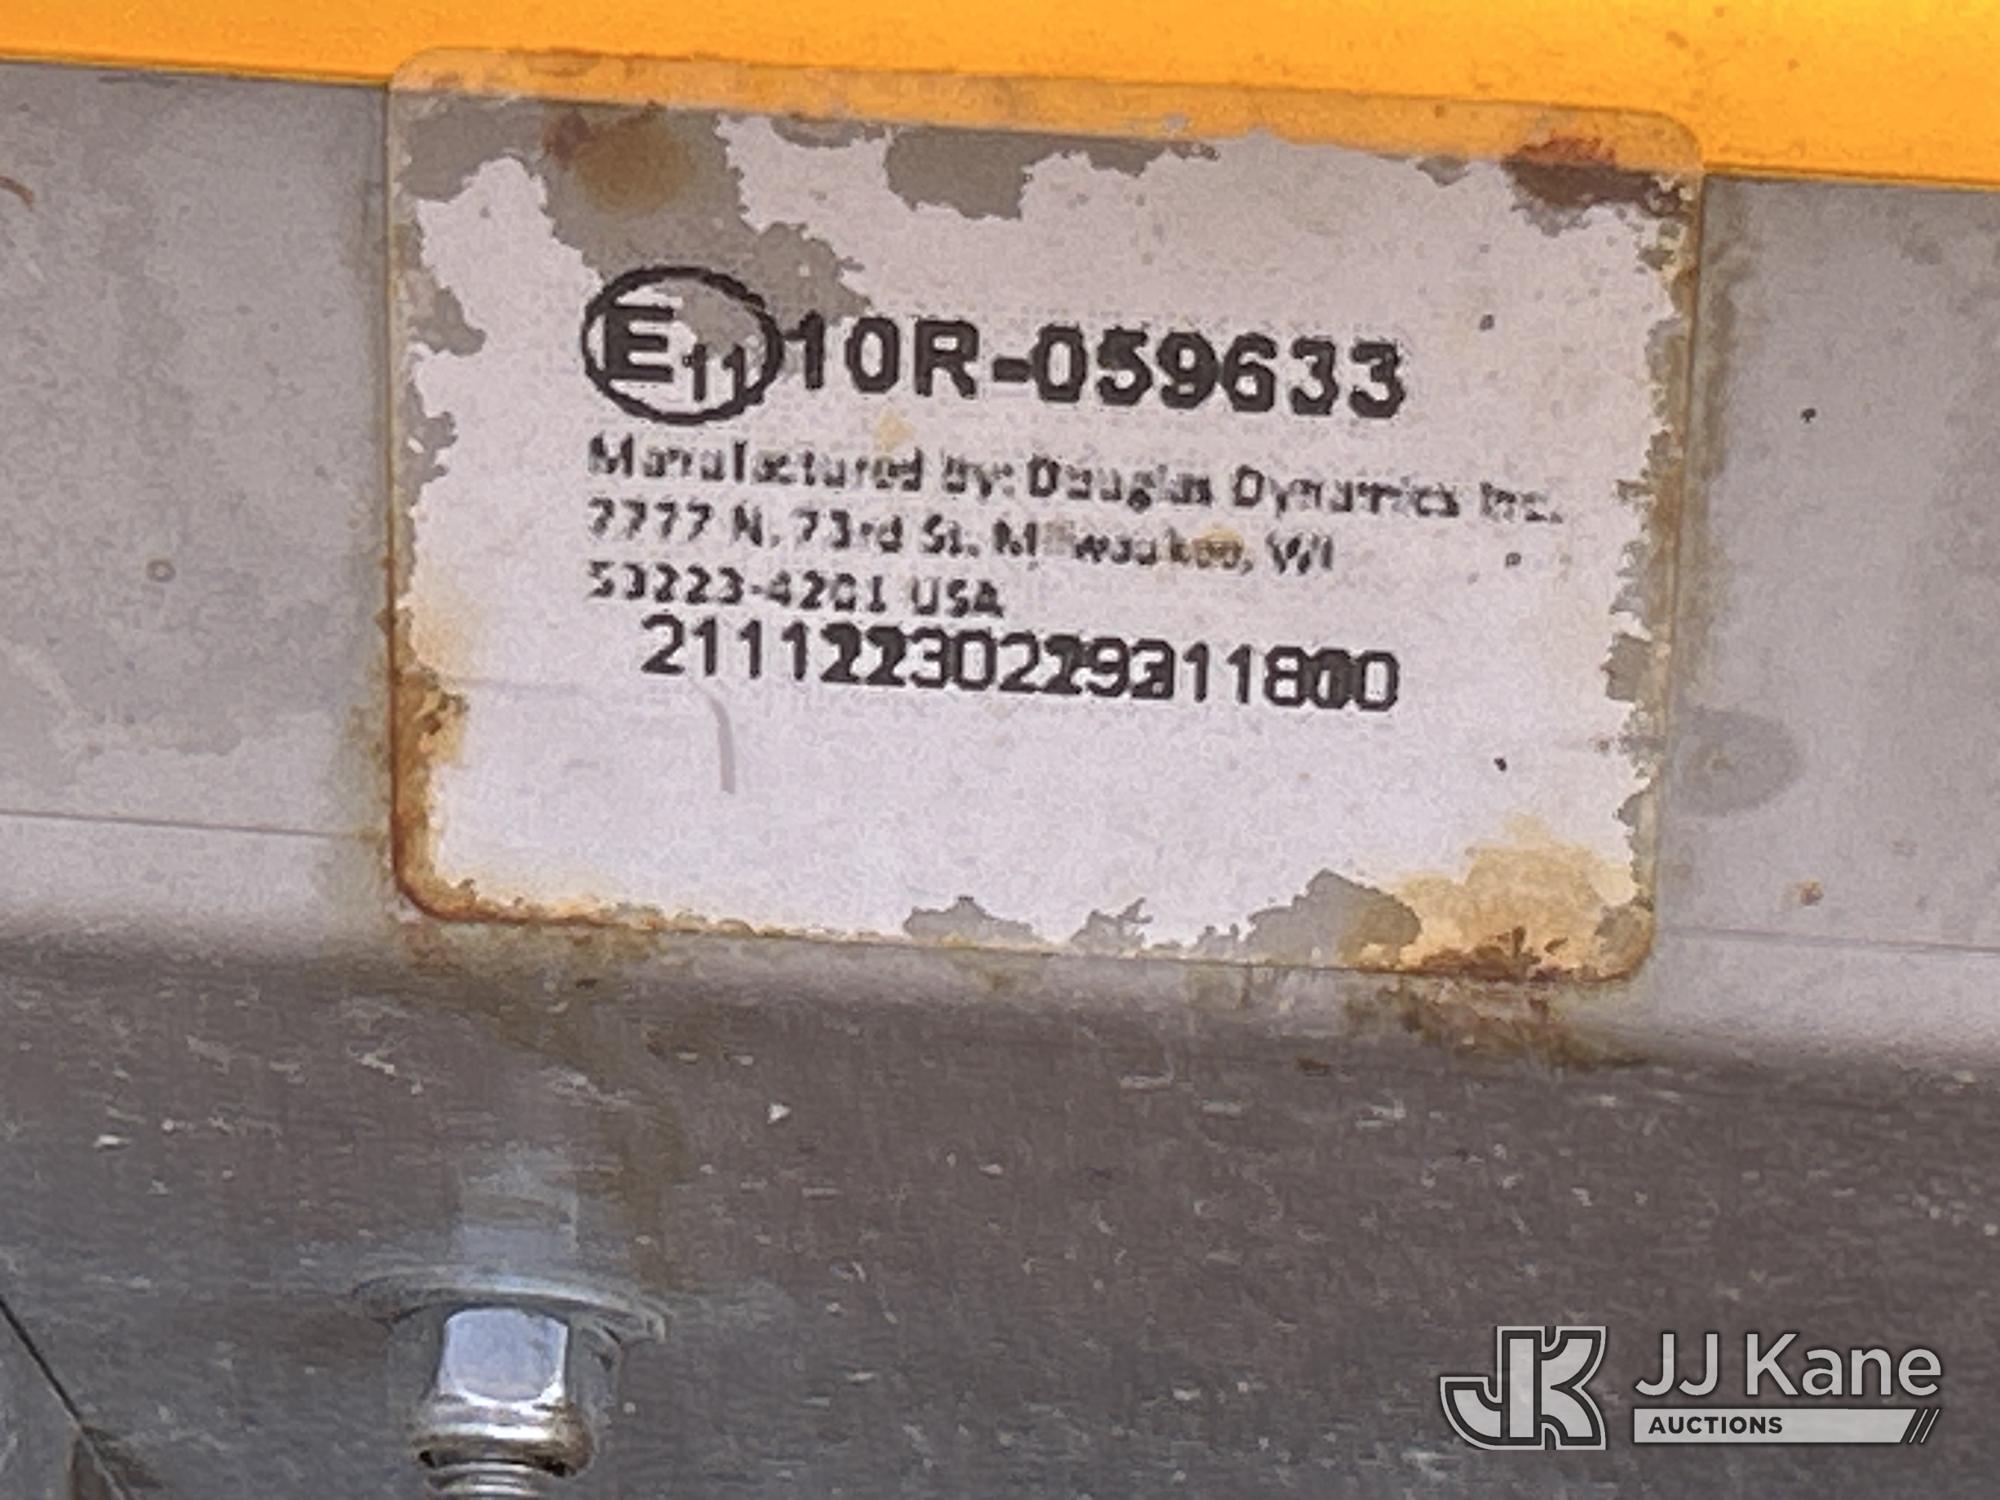 E11 10R-059633
Manufactured by: Douglas Dynamics Inc.
7777 N. 73rd St. Milwaukee, WI
53223-4201 USA
JJ Kane
AUCTIONS